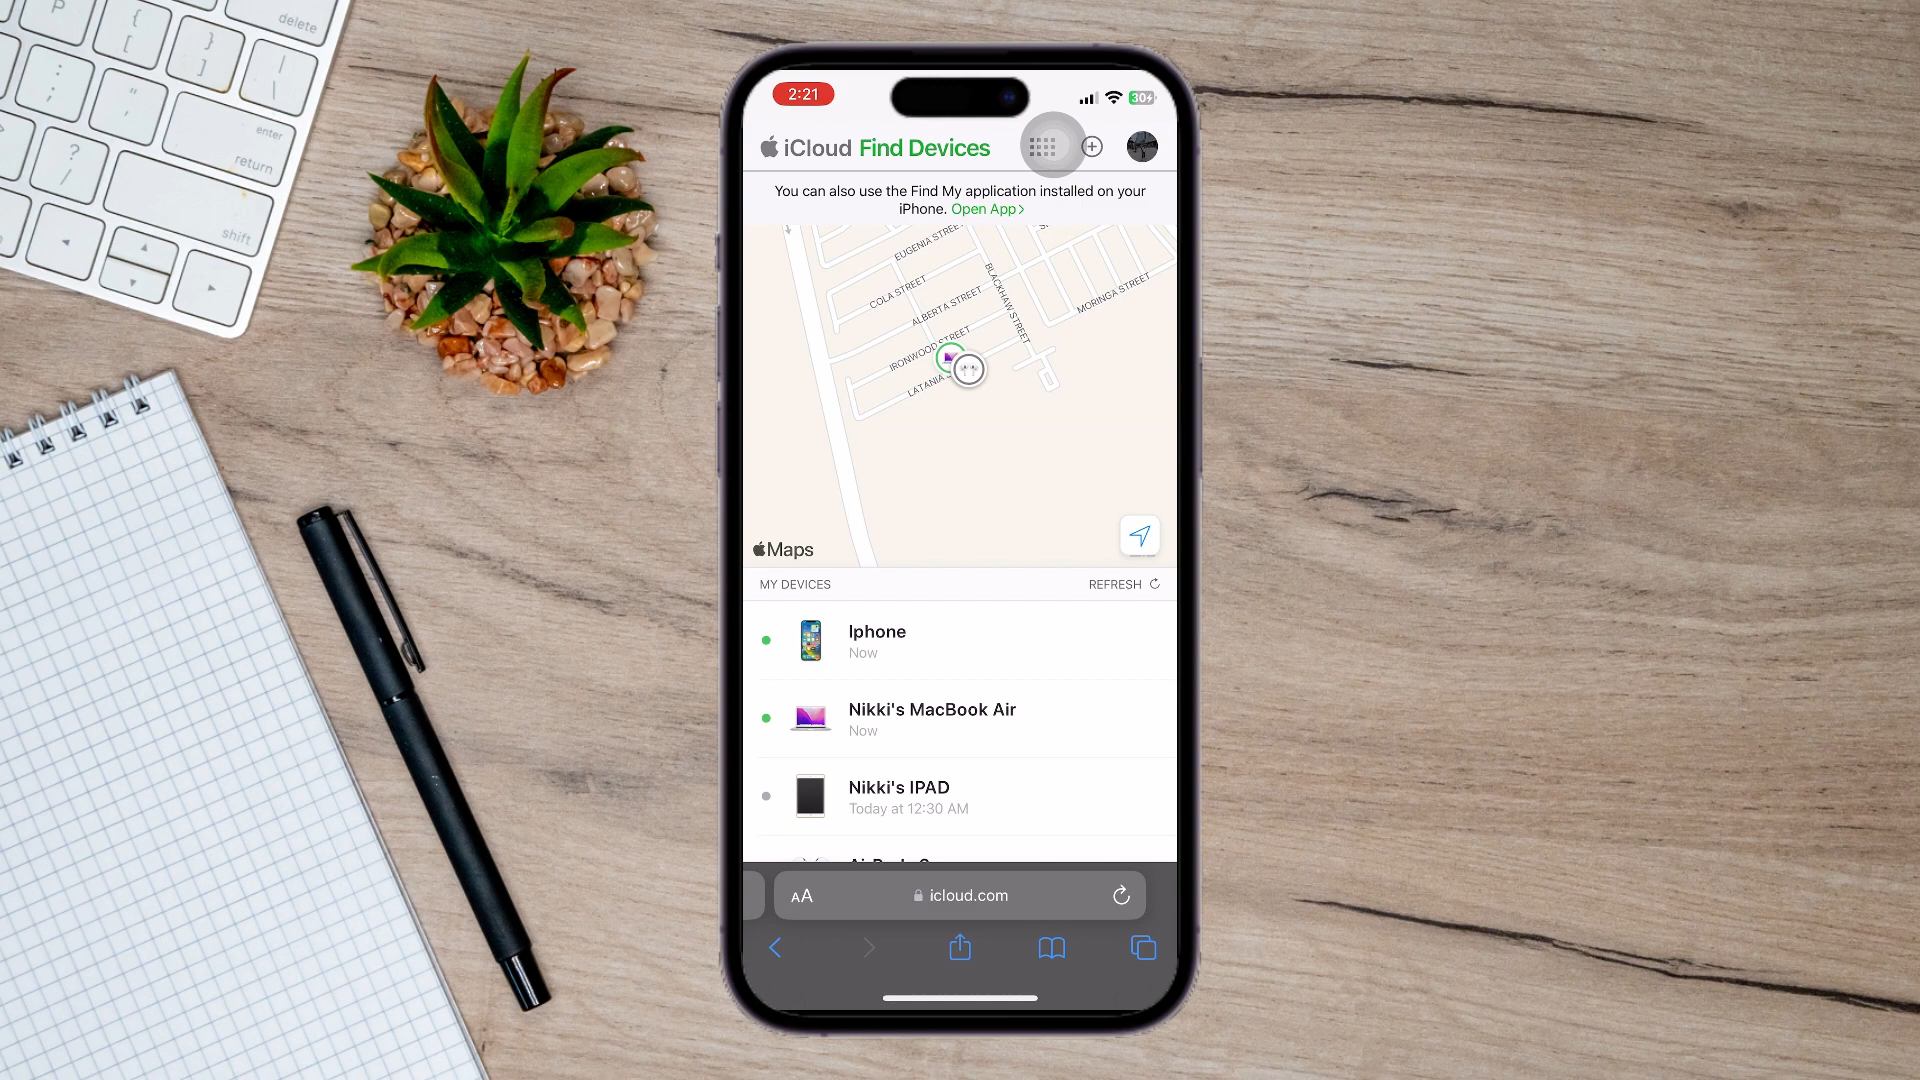 P
{
[
}
]
|
\
delete
:
;
"
'
enter
return
?
/
shift
2:21
30
iCloud Find Devices
You can also use the Find My application installed on your
iPhone. Open App>
EUGENIA STREET
COLA STREET
ALBERTA STREET
BLACKHAW STREET
MORINGA STREET
IRONWOOD STREET
LATANIA
Maps
MY DEVICES
REFRESH
Iphone
Now
Nikki's MacBook Air
Now
Nikki's IPAD
Today at 12:30 AM
AA
icloud.com